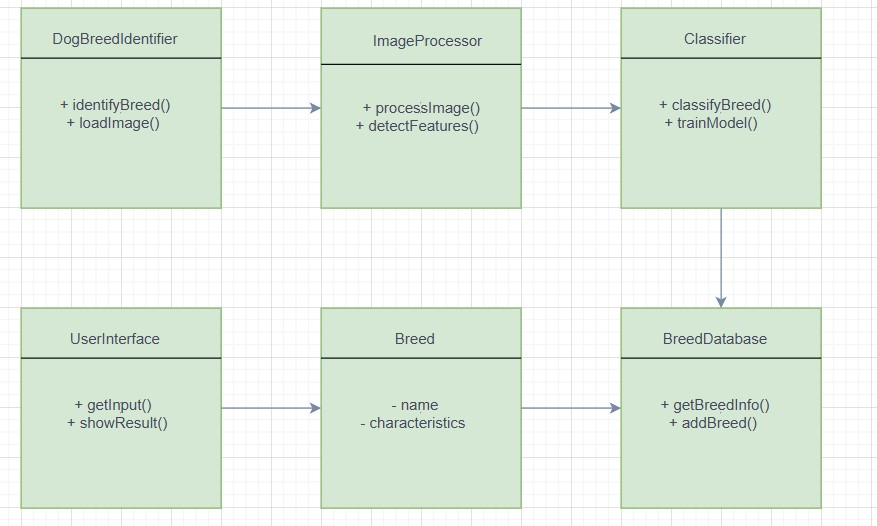 DogBreedIdentifier
+ identifyBreed()
+ loadImage()
ImageProcessor
+ processImage()
+ detectFeatures()
Classifier
+ classifyBreed()
+ trainModel()
UserInterface
+ getInput()
+ showResult()
Breed
- name
- characteristics
BreedDatabase
+ getBreedInfo()
+ addBreed()